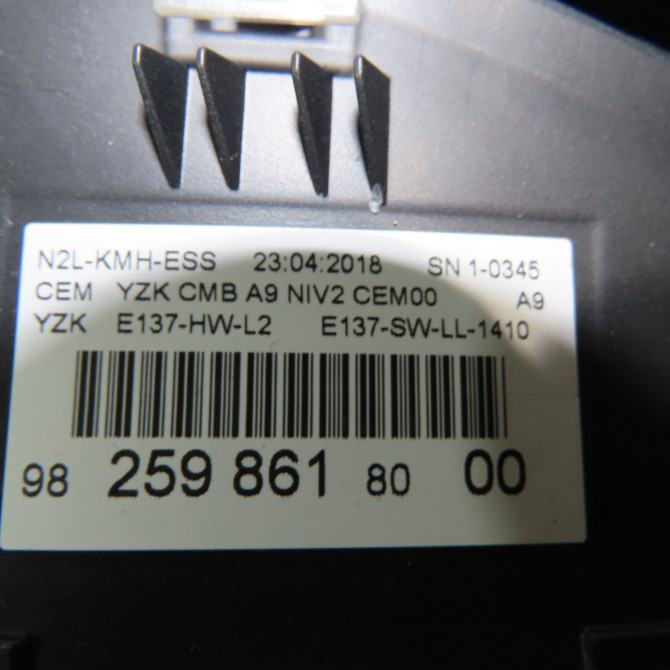 N2L-KMH-ESS 23:04:2018 SN 1-0345
CEM YZK CMB A9 NIV2 CEM00 A9
YZK E137-HW-L2 E137-SW-LL-1410
98 259 861 80 00